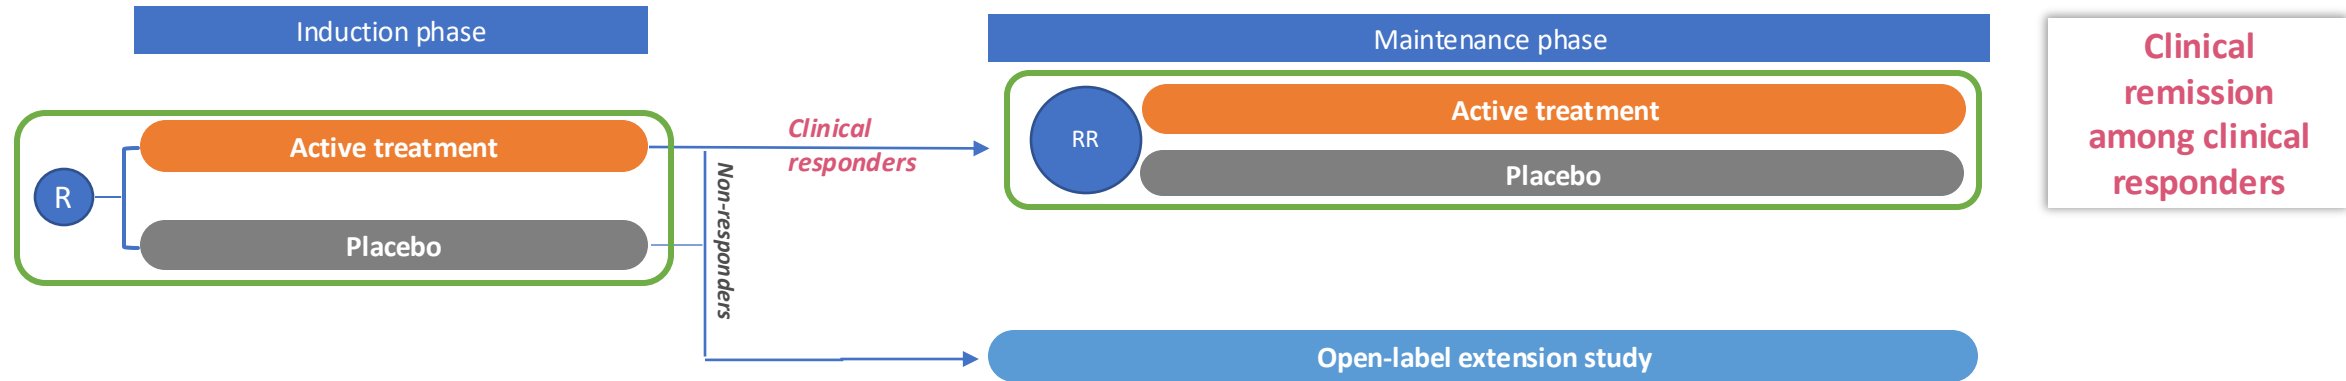 Induction phase
Maintenance phase
Clinical
remission
among clinical
responders
R
Active treatment
Placebo
Clinical
responders
Non-responders
RR
Active treatment
Placebo
Open-label extension study